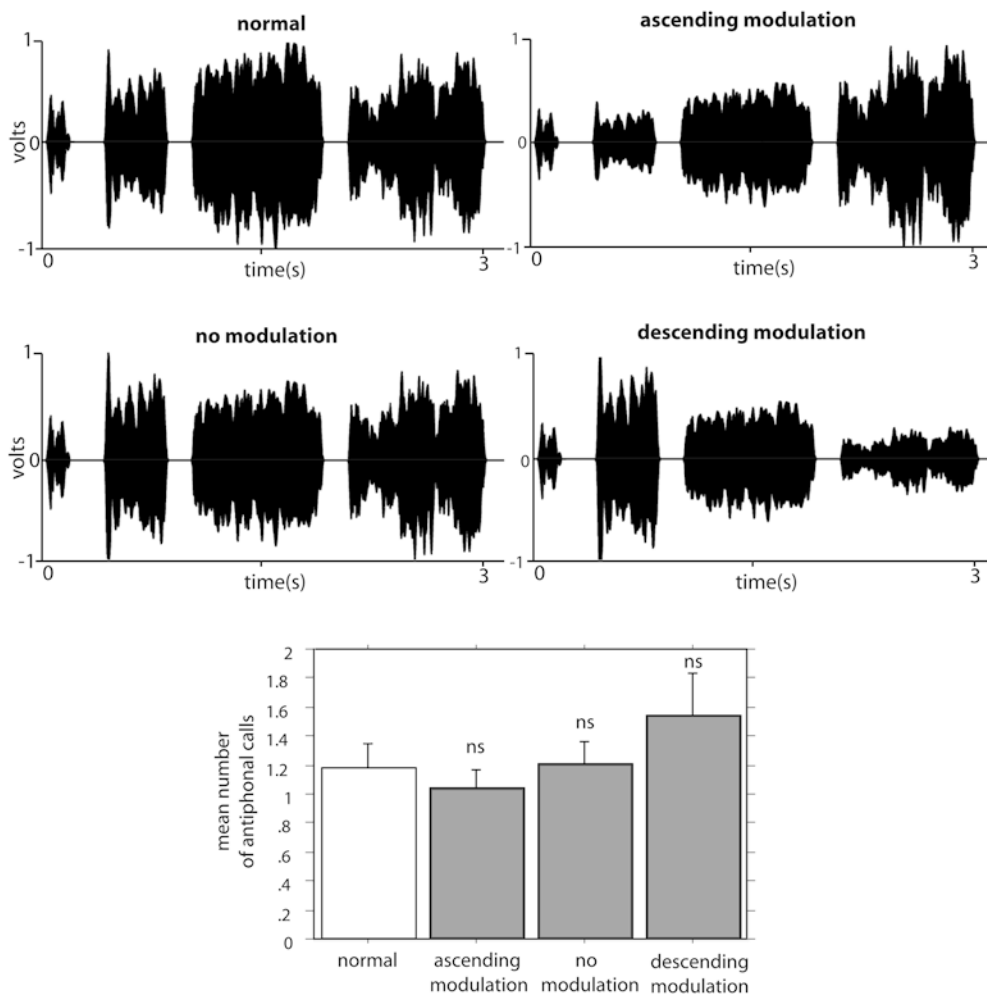 normal
ascending modulation
1
volts
0
-1
0
time(s)
3
1
0
-1
0
time(s)
3
no modulation
descending modulation
1
volts
0
-1
0
time(s)
3
1
0
-1
0
time(s)
3
mean number
of antiphonal calls
2
1.8
1.6
1.4
1.2
1
.8
.6
.4
.2
0
ns
ns
ns
normal
ascending
modulation
no
modulation
descending
modulation